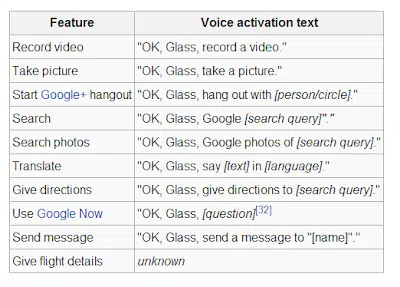 Feature Voice activation text
Record video "OK, Glass, record a video."
Take picture "OK, Glass, take a picture."
Start Google+ hangout "OK, Glass, hang out with [person/circle]."
Search "OK, Glass, Google [search query]"."
Search photos "OK, Glass, Google photos of [search query]."
Translate "OK, Glass, say [text] in [language]."
Give directions "OK, Glass, give directions to [search query]."
Use Google Now "OK, Glass, [question][32]
Send message "OK, Glass, send a message to "[name]"."
Give flight details unknown